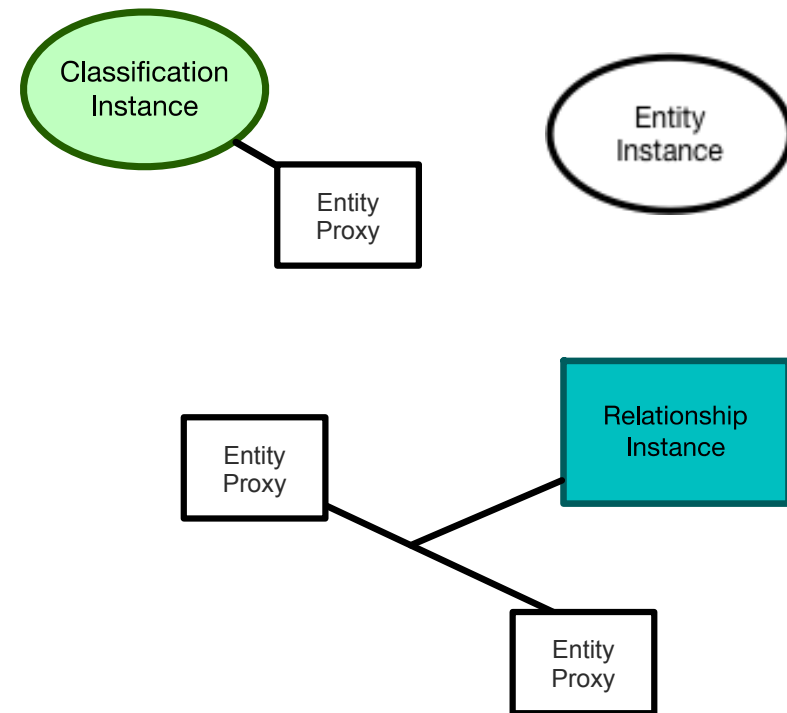 Classification
Instance
Entity
Instance
Entity
Proxy
Relationship
Instance
Entity
Proxy
Entity
Proxy